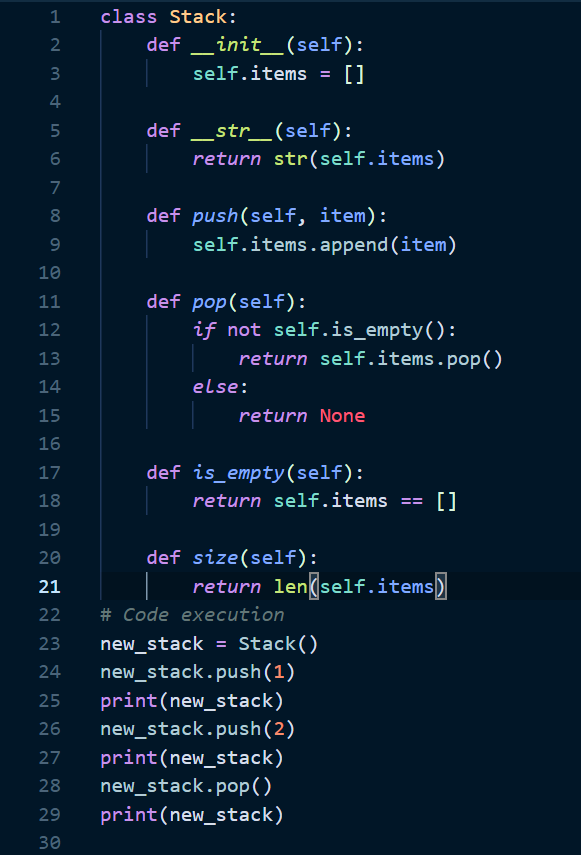 1 class Stack:
2     def __init__(self):
3         self.items = []
4
5     def __str__(self):
6         return str(self.items)
7
8     def push(self, item):
9         self.items.append(item)
10
11     def pop(self):
12         if not self.is_empty():
13             return self.items.pop()
14         else:
15             return None
16
17     def is_empty(self):
18         return self.items == []
19
20     def size(self):
21         return len(self.items)
22 # Code execution
23 new_stack = Stack()
24 new_stack.push(1)
25 print(new_stack)
26 new_stack.push(2)
27 print(new_stack)
28 new_stack.pop()
29 print(new_stack)
30